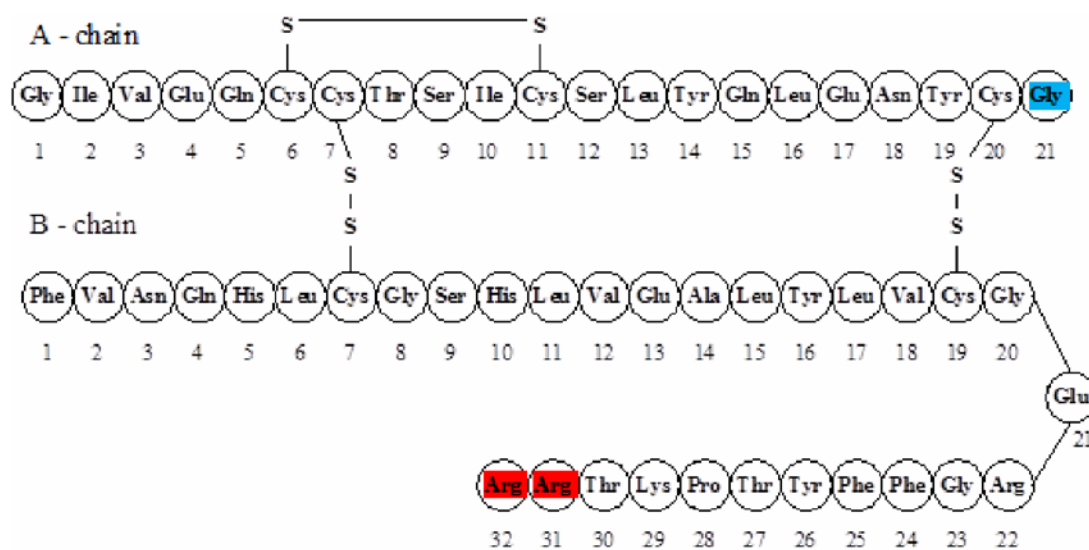 S S
A - chain
Gly Ile Val Glu Gln Cys Cys Thr Ser Ile Cys Ser Leu Tyr Gln Leu Glu Asn Tyr Cys Gly
1 2 3 4 5 6 7 8 9 10 11 12 13 14 15 16 17 18 19 20 21
S S
S S
B - chain
Phe Val Asn Gln His Leu Cys Gly Ser His Leu Val Glu Ala Leu Tyr Leu Val Cys Gly
1 2 3 4 5 6 7 8 9 10 11 12 13 14 15 16 17 18 19 20
Glu
21
Arg Arg Thr Lys Pro Thr Tyr Phe Phe Gly Arg
32 31 30 29 28 27 26 25 24 23 22